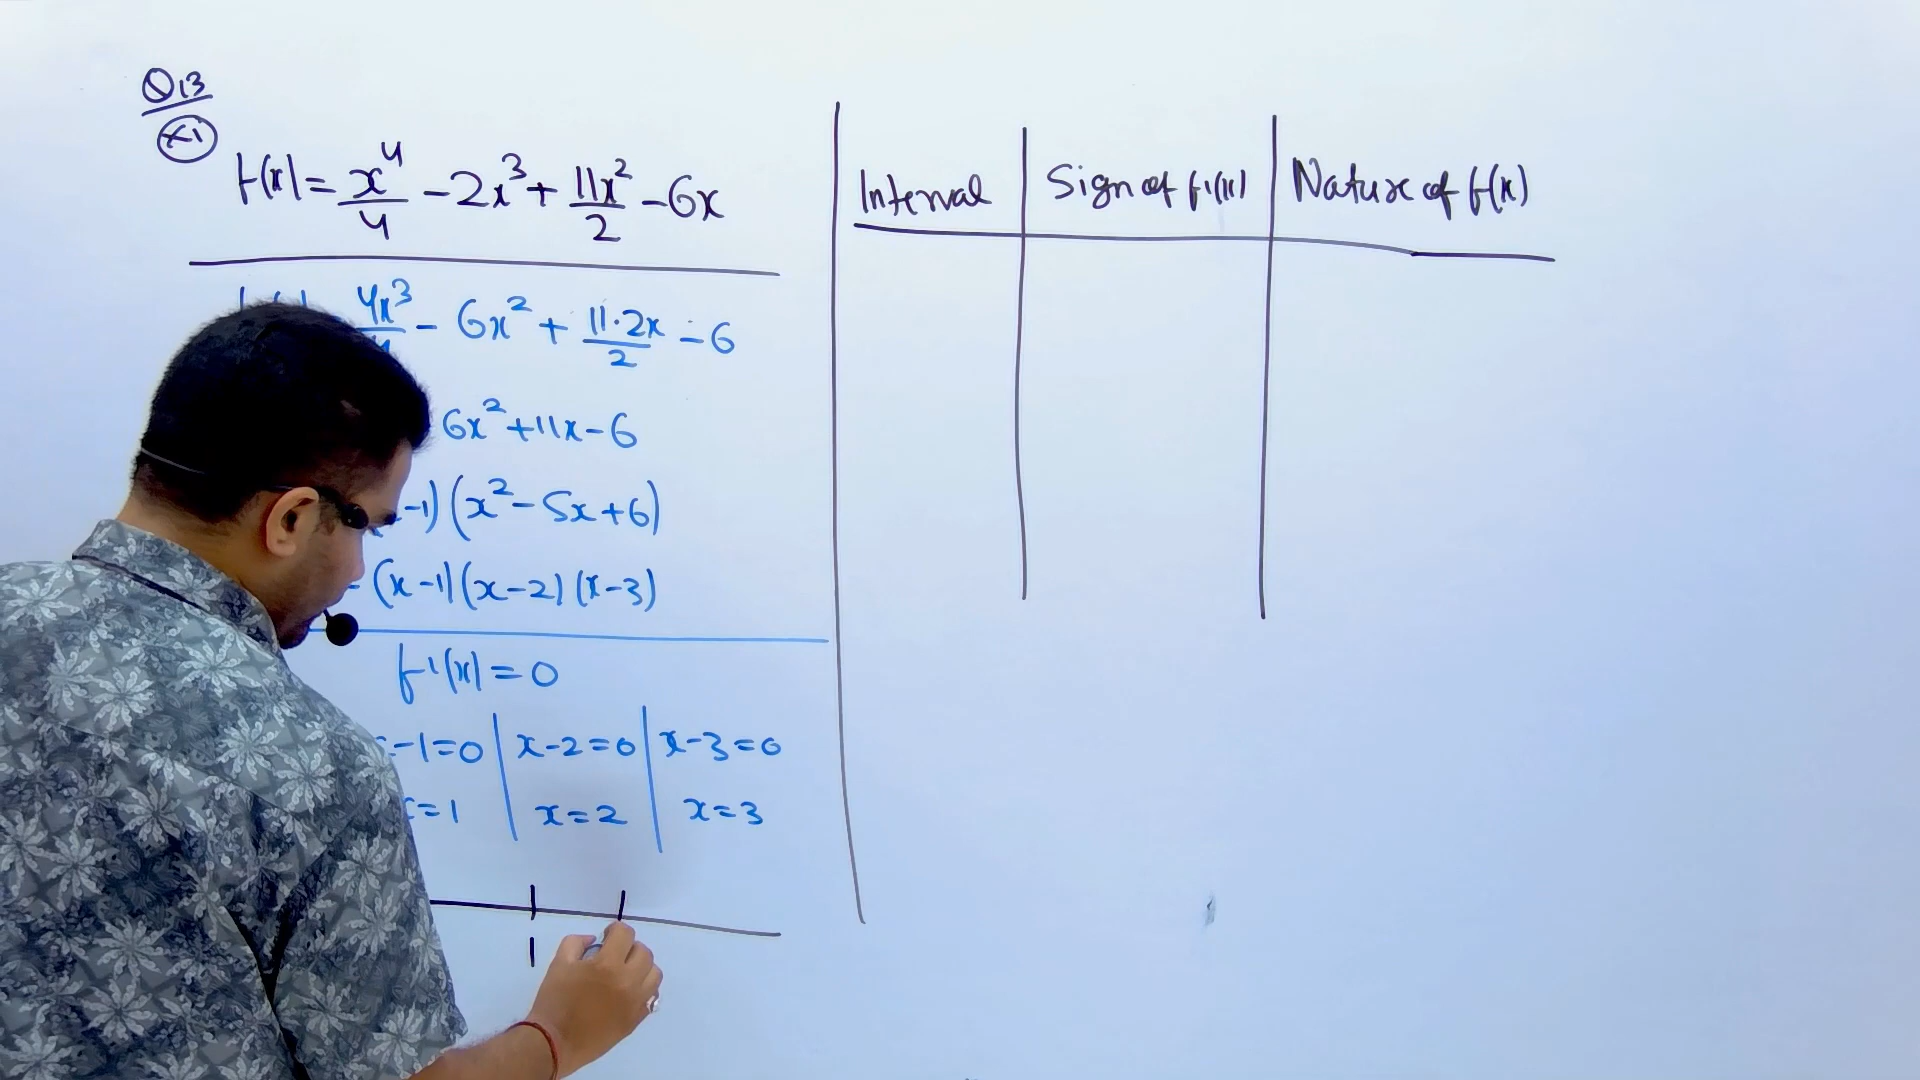 Q13
xi
f(x) = x⁴/4 - 2x³ + 11x²/2 - 6x
4x³/4 - 6x² + 11·2x/2 - 6
6x² + 11x - 6
-1) (x² - 5x + 6)
= (x-1) (x-2) (x-3)
f'(x) = 0
x-1=0 | x-2=0 | x-3=0
x=1 | x=2 | x=3
1
Interval | Sign of f'(x) | Nature of f(x)